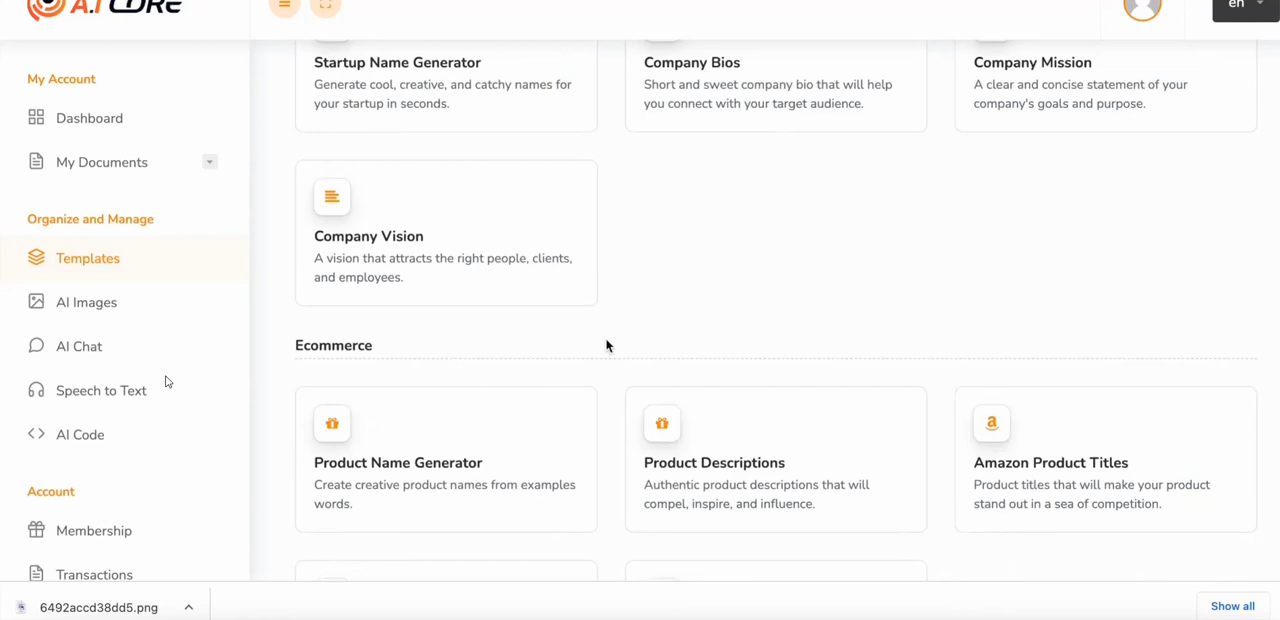 A.I CORE
en
My Account
Dashboard
My Documents
Organize and Manage
Templates
AI Images
AI Chat
Speech to Text
AI Code
Account
Membership
Transactions
Startup Name Generator
Generate cool, creative, and catchy names for
your startup in seconds.
Company Bios
Short and sweet company bio that will help
you connect with your target audience.
Company Mission
A clear and concise statement of your
company's goals and purpose.
Company Vision
A vision that attracts the right people, clients,
and employees.
Ecommerce
Product Name Generator
Create creative product names from examples
words.
Product Descriptions
Authentic product descriptions that will
compel, inspire, and influence.
Amazon Product Titles
Product titles that will make your product
stand out in a sea of competition.
6492accd38dd5.png
Show all